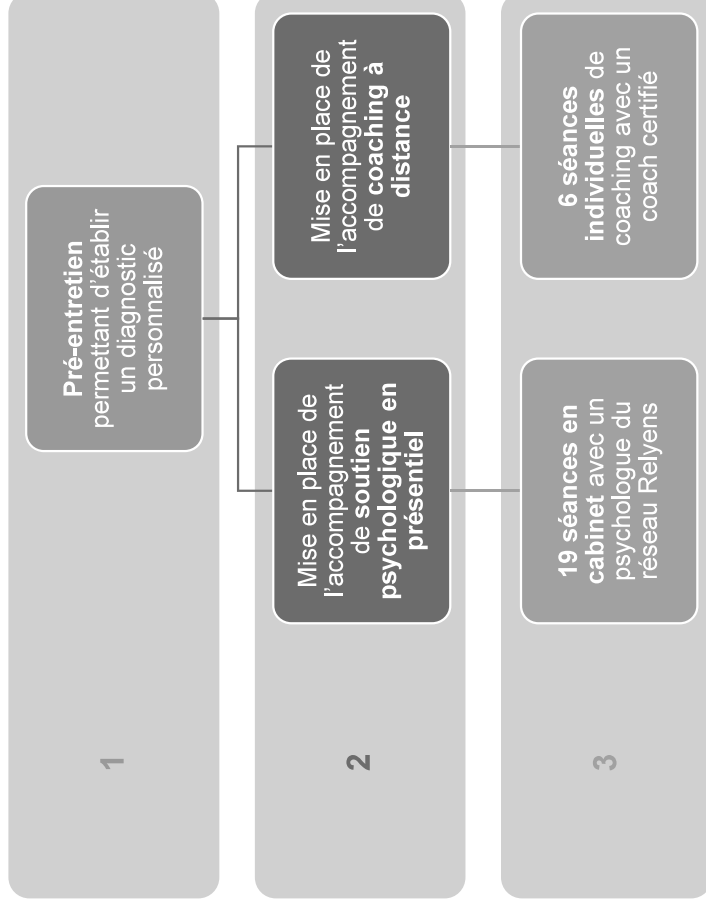 1
Pré-entretien
permettant d'établir
un diagnostic
personnalisé
2
Mise en place de
l'accompagnement
de soutien
psychologique en
présentiel
Mise en place de
l'accompagnement
de coaching à
distance
3
19 séances en
cabinet avec un
psychologue du
réseau Relyens
6 séances
individuelles de
coaching avec un
coach certifié